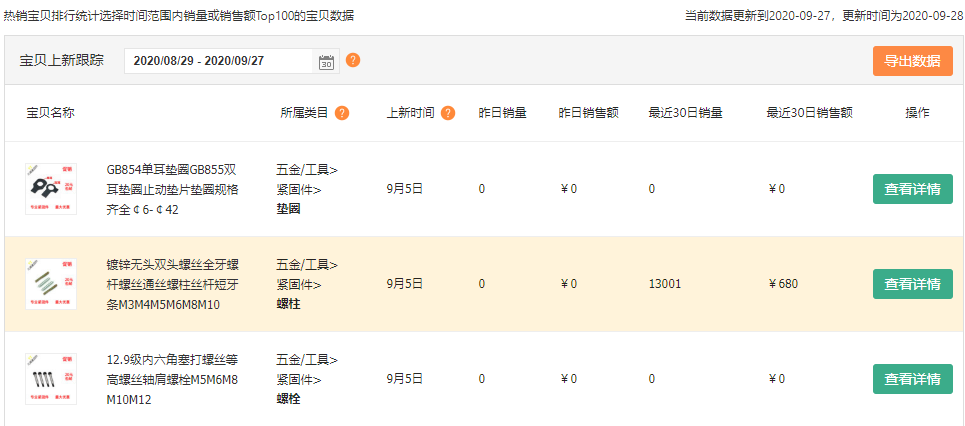 热销宝贝排行统计选择时间范围内销量或销售额Top100的宝贝数据
当前数据更新到2020-09-27，更新时间为2020-09-28
宝贝上新跟踪
2020/08/29 - 2020/09/27
30
?
导出数据
宝贝名称
所属类目 ?
上新时间 ?
昨日销量
昨日销售额
最近30日销量
最近30日销售额
操作
GB854单耳垫圈GB855双
耳垫圈止动垫片垫圈规格
齐全￠6-￠42
五金/工具>
紧固件>
垫圈
9月5日
0
￥0
0
￥0
查看详情
镀锌无头双头螺丝全牙螺
杆螺丝通丝螺柱丝杆短牙
条M3M4M5M6M8M10
五金/工具>
紧固件>
螺柱
9月5日
0
￥0
13001
￥680
查看详情
12.9级内六角塞打螺丝等
高螺丝轴肩螺栓M5M6M8
M10M12
五金/工具>
紧固件>
螺栓
9月5日
0
￥0
0
￥0
查看详情